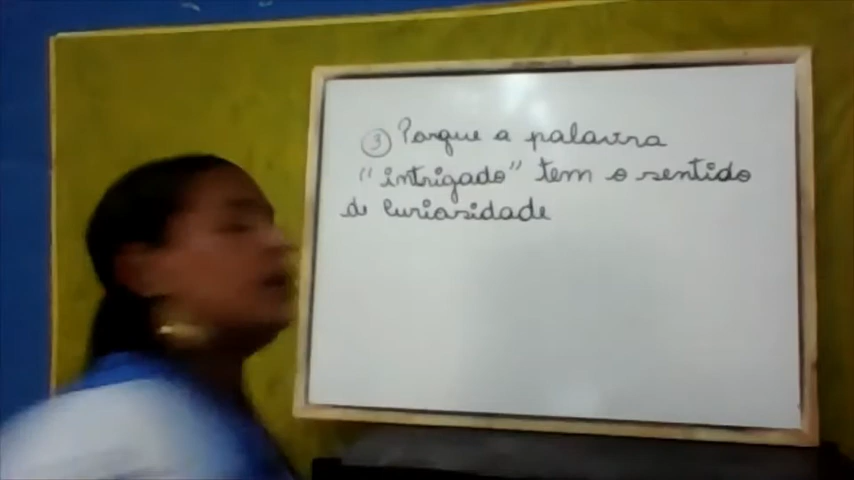 ③ Porque a palavra
"intrigado" tem o sentido
de curiosidade